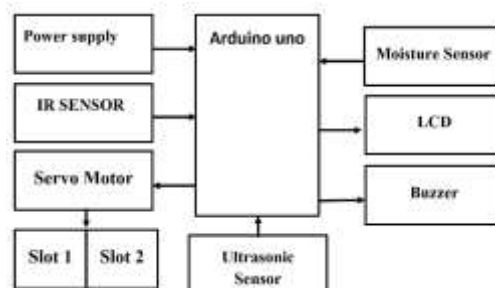 Power supply
Arduino uno
Moisture Sensor
IR SENSOR
LCD
Servo Motor
Buzzer
Slot 1
Slot 2
Ultrasonic
Sensor